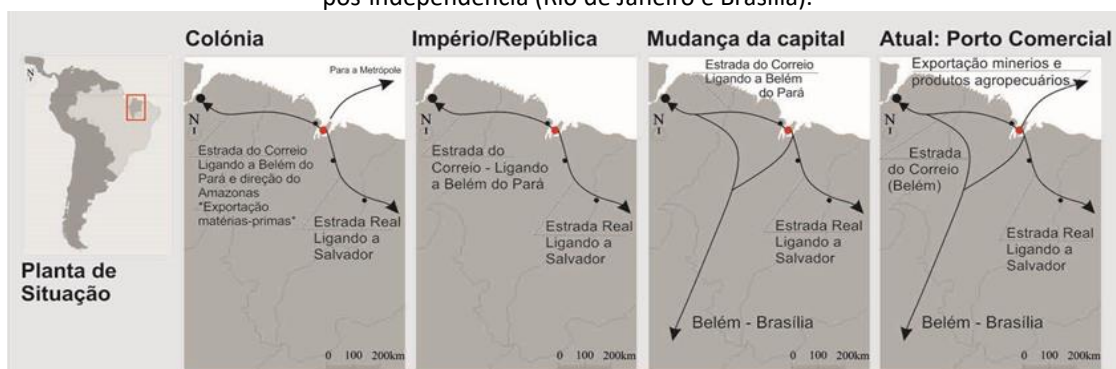 pós-independência (Rio de Janeiro e Brasília).
Colónia
Império/República
Mudança da capital
Atual: Porto Comercial
N
Planta de
Situação
Para a Metrópole
N
Estrada do Correio
Ligando a Belém do
Pará e direção do
Amazonas
"Exportação
matérias-primas"
Estrada Real
Ligando a
Salvador
0 100 200km
N
Estrada do
Correio - Ligando
a Belém do Pará
Estrada Real
Ligando a
Salvador
0 100 200km
Estrada do Correio
Ligando a Belém
do Pará
N
Estrada Real
Ligando a
Salvador
Belém - Brasília
0 100 200km
Exportação minerios e
produtos agropecuários
N
Estrada
do Correio
(Belém)
Estrada Real
Ligando a
Salvador
Belém - Brasília
0 100 200km